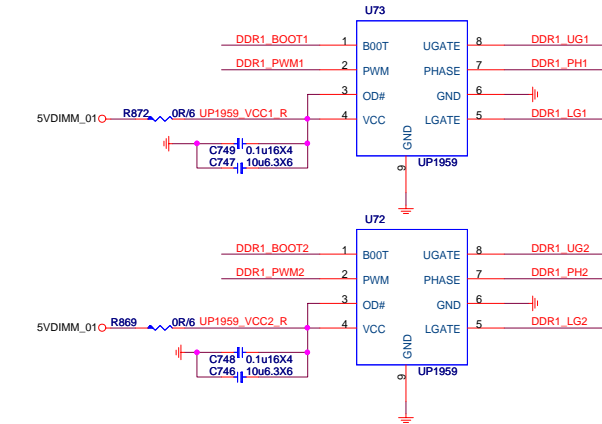 U73
DDR1_BOOT1 1 B00T UGATE 8 DDR1_UG1
DDR1_PWM1 2 PWM PHASE 7 DDR1_PH1
3 OD# GND 6
5VDIMM_01 R872 0R/6 UP1959_VCC1_R 4 VCC LGATE 5 DDR1_LG1
GND
C749 0.1u16X4
C747 10u6.3X6
9 UP1959
U72
DDR1_BOOT2 1 B00T UGATE 8 DDR1_UG2
DDR1_PWM2 2 PWM PHASE 7 DDR1_PH2
3 OD# GND 6
5VDIMM_01 R869 0R/6 UP1959_VCC2_R 4 VCC LGATE 5 DDR1_LG2
GND
C748 0.1u16X4
C746 10u6.3X6
9 UP1959